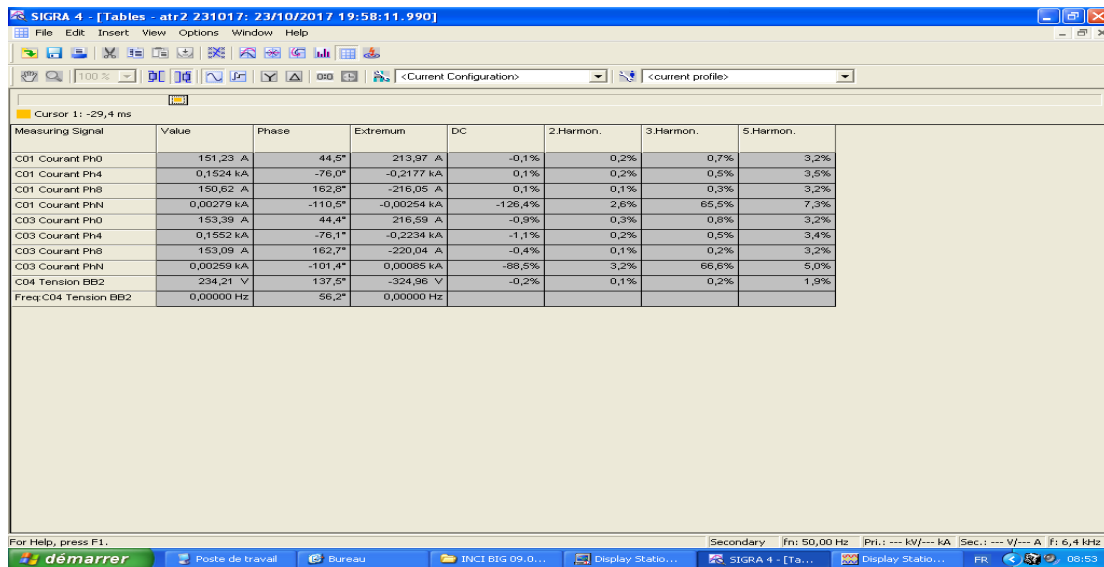 SIGRA 4 - [Tables - atr2 231017: 23/10/2017 19:58:11.990]
File Edit Insert View Options Window Help
100 % <Current Configuration> <current profile>
Cursor 1: -29,4 ms
Measuring Signal Value Phase Extremum DC 2.Harmon. 3.Harmon. 5.Harmon.
C01 Courant Ph0 151,23 A 44,5° 213,97 A -0,1% 0,2% 0,7% 3,2%
C01 Courant Ph4 0,1524 kA -76,0° -0,2177 kA 0,1% 0,2% 0,5% 3,5%
C01 Courant Ph8 150,62 A 162,8° -216,05 A 0,1% 0,1% 0,3% 3,2%
C01 Courant PhN 0,00279 kA -110,5° -0,00254 kA -126,4% 2,6% 65,5% 7,3%
C03 Courant Ph0 153,39 A 44,4° 216,59 A -0,9% 0,3% 0,8% 3,2%
C03 Courant Ph4 0,1552 kA -76,1° -0,2234 kA -1,1% 0,2% 0,5% 3,4%
C03 Courant Ph8 153,09 A 162,7° -220,04 A -0,4% 0,1% 0,2% 3,2%
C03 Courant PhN 0,00259 kA -101,4° 0,00085 kA -88,5% 3,2% 66,6% 5,0%
C04 Tension BB2 234,21 V 137,5° -324,96 V -0,2% 0,1% 0,2% 1,9%
Freq:C04 Tension BB2 0,00000 Hz 56,2° 0,00000 Hz
For Help, press F1. Secondary fn: 50,00 Hz Pri.: --- kV/--- kA Sec.: --- V/--- A f: 6,4 kHz
démarrer Poste de travail Bureau INCI BIG 09.0... Display Statio... SIGRA 4 - [Ta... Display Statio... FR 08:53